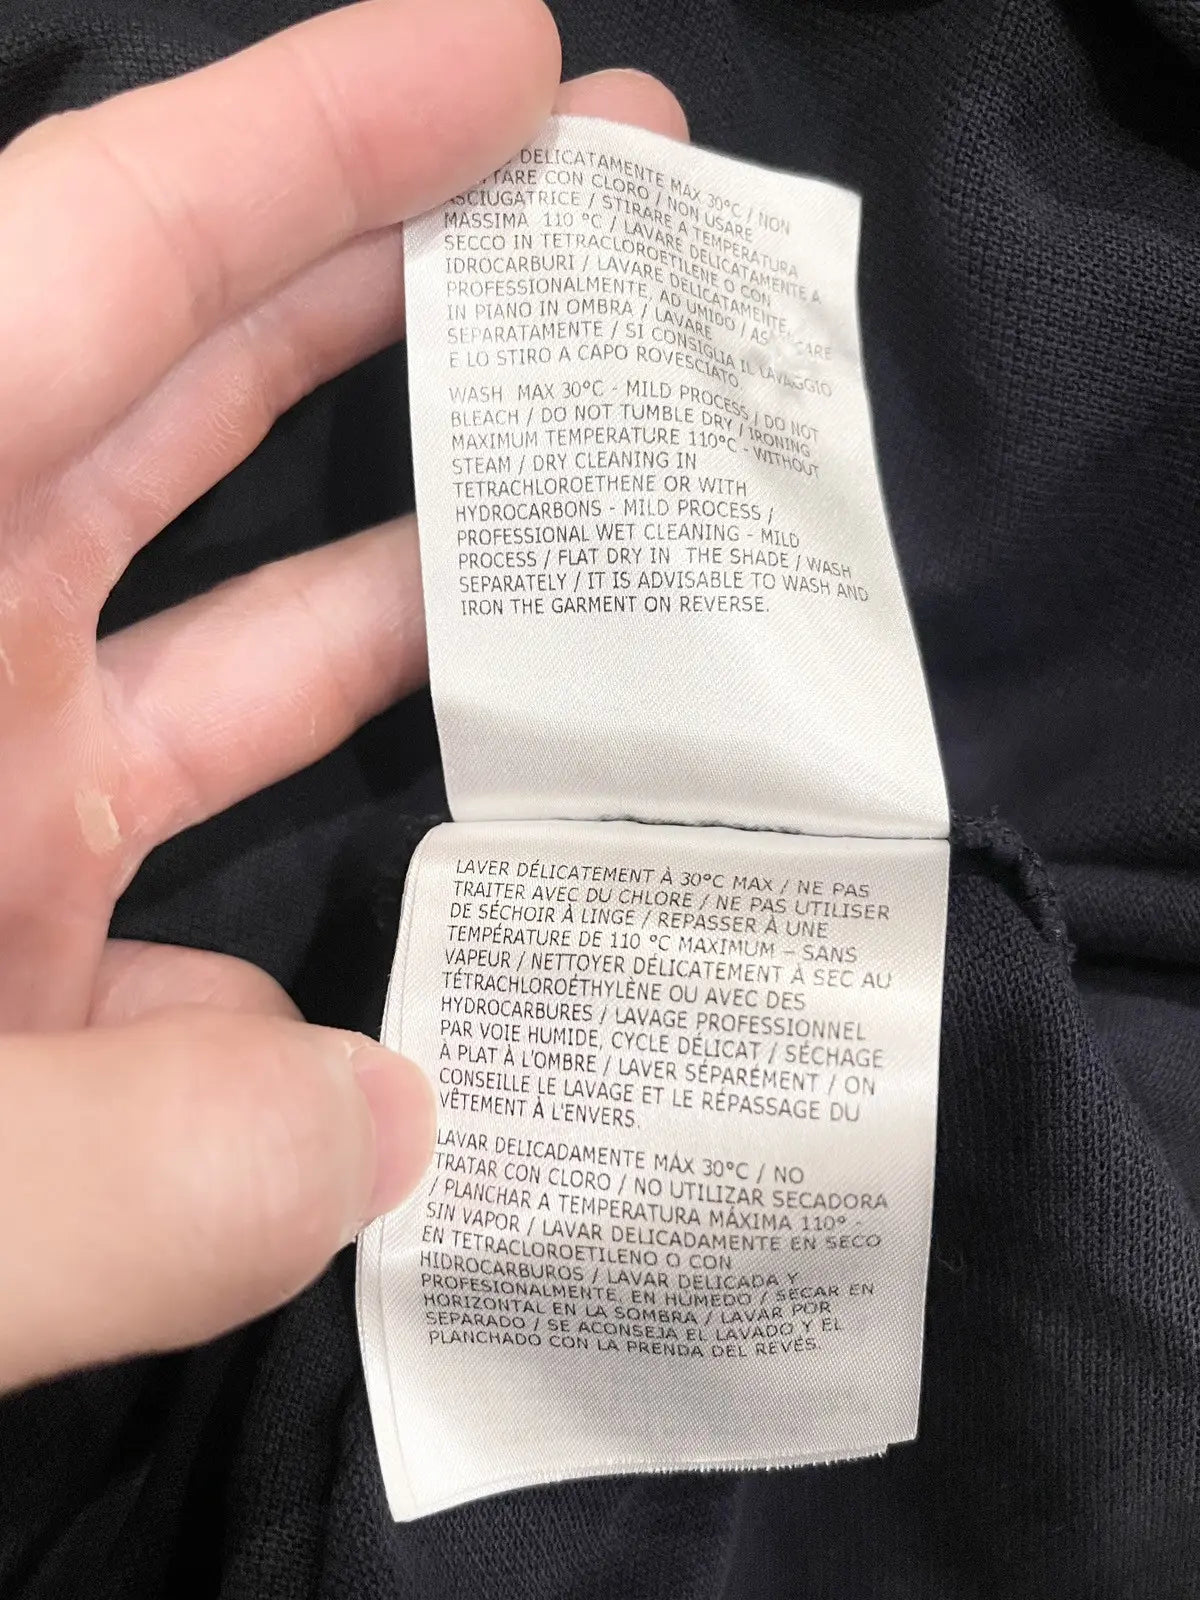 DELICATAMENTE MAX 30°C / NON
TARE CON CLORO / NON USARE
ASCIUGATRICE / STIRARE A TEMPERATURA
MASSIMA 110 °C / LAVARE DELICATAMENTE A
SECCO IN TETRACLOROETILENE O CON
IDROCARBURI / LAVARE DELICATAMENTE,
PROFESSIONALMENTE, AD UMIDO /
IN PIANO IN OMBRA / LAVARE
SEPARATAMENTE / SI CONSIGLIA IL LAVAGGIO
E LO STIRO A CAPO ROVESCIATO
WASH MAX 30°C - MILD PROCESS / DO NOT
BLEACH / DO NOT TUMBLE DRY / IRONING
MAXIMUM TEMPERATURE 110°C - WITHOUT
STEAM / DRY CLEANING IN
TETRACHLOROETHENE OR WITH
HYDROCARBONS - MILD PROCESS /
PROFESSIONAL WET CLEANING - MILD
PROCESS / FLAT DRY IN THE SHADE / WASH
SEPARATELY / IT IS ADVISABLE TO WASH AND
IRON THE GARMENT ON REVERSE.
LAVER DÉLICATEMENT À 30°C MAX / NE PAS
TRAITER AVEC DU CHLORE / NE PAS UTILISER
DE SÉCHOIR À LINGE / REPASSER À UNE
TEMPÉRATURE DE 110 °C MAXIMUM – SANS
VAPEUR / NETTOYER DÉLICATEMENT À SEC AU
TÉTRACHLOROÉTHYLÈNE OU AVEC DES
HYDROCARBURES / LAVAGE PROFESSIONNEL
PAR VOIE HUMIDE, CYCLE DÉLICAT / SÉCHAGE
À PLAT À L'OMBRE / LAVER SÉPARÉMENT / ON
CONSEILLE LE LAVAGE ET LE RÉPASSAGE DU
VÊTEMENT À L'ENVERS.
LAVAR DELICADAMENTE MÁX 30°C / NO
TRATAR CON CLORO / NO UTILIZAR SECADORA
/ PLANCHAR A TEMPERATURA MÁXIMA 110° -
SIN VAPOR / LAVAR DELICADAMENTE EN SECO
EN TETRACLOROETILENO O CON
HIDROCARBUROS / LAVAR DELICADA Y
PROFESIONALMENTE, EN HÚMEDO / SECAR EN
HORIZONTAL EN LA SOMBRA / LAVAR POR
SEPARADO / SE ACONSEJA EL LAVADO Y EL
PLANCHADO CON LA PRENDA DEL REVÉS.